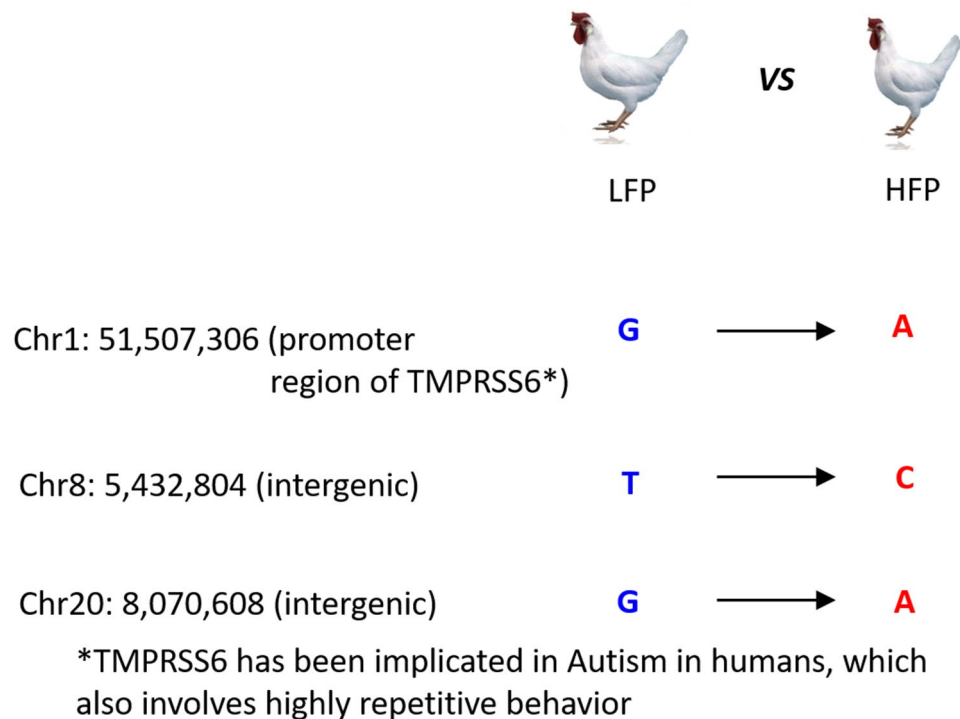 VS
LFP HFP
Chr1: 51,507,306 (promoter G A
region of TMPRSS6*)
Chr8: 5,432,804 (intergenic) T C
Chr20: 8,070,608 (intergenic) G A
*TMPRSS6 has been implicated in Autism in humans, which
also involves highly repetitive behavior